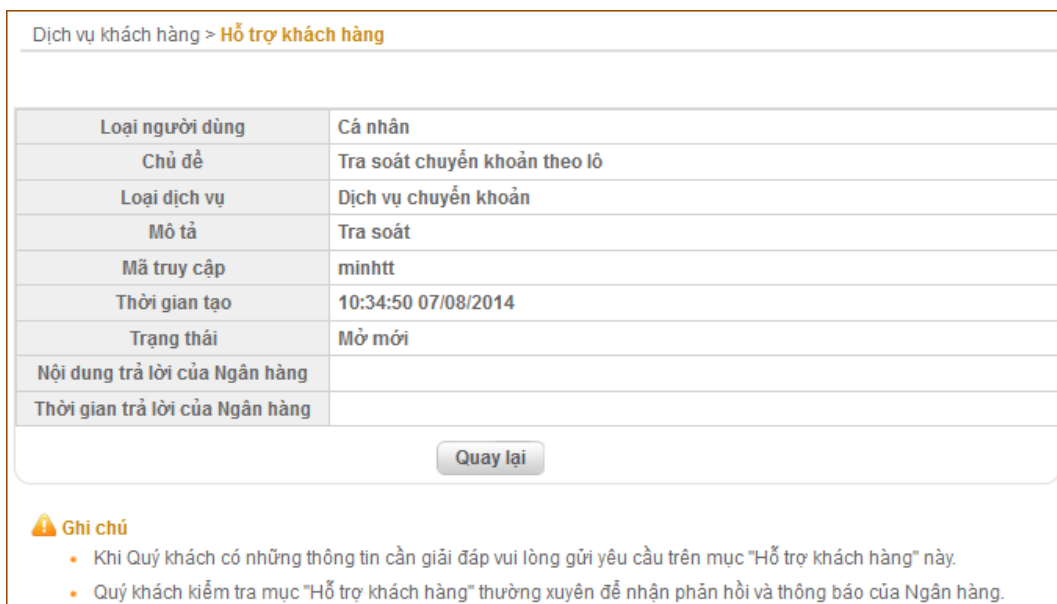 Dịch vụ khách hàng > Hỗ trợ khách hàng
Loại người dùng Cá nhân
Chủ đề Tra soát chuyển khoản theo lô
Loại dịch vụ Dịch vụ chuyển khoản
Mô tả Tra soát
Mã truy cập minhtt
Thời gian tạo 10:34:50 07/08/2014
Trạng thái Mở mới
Nội dung trả lời của Ngân hàng
Thời gian trả lời của Ngân hàng
Quay lại
Ghi chú
• Khi Quý khách có những thông tin cần giải đáp vui lòng gửi yêu cầu trên mục "Hỗ trợ khách hàng" này.
• Quý khách kiểm tra mục "Hỗ trợ khách hàng" thường xuyên để nhận phản hồi và thông báo của Ngân hàng.